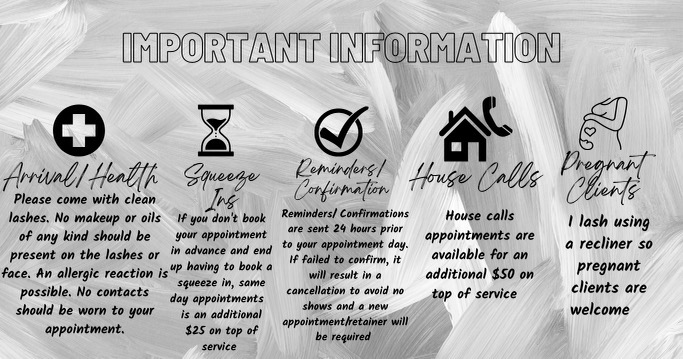 IMPORTANT INFORMATION
Arrival/Health
Please come with clean
lashes. No makeup or oils
of any kind should be
present on the lashes or
face. An allergic reaction is
possible. No contacts
should be worn to your
appointment.
Squeeze
Ins
If you don't book
your appointment
in advance and end
up having to book a
squeeze in, same
day appointments
is an additional
$25 on top of
service
Reminders/
Confirmation
Reminders/ Confirmations
are sent 24 hours prior
to your appointment day.
If failed to confirm, it
will result in a
cancellation to avoid no
shows and a new
appointment/retainer will
be required
House Calls
House calls
appointments are
available for an
additional $50 on
top of service
Pregnant
Clients
I lash using
a recliner so
pregnant
clients are
welcome